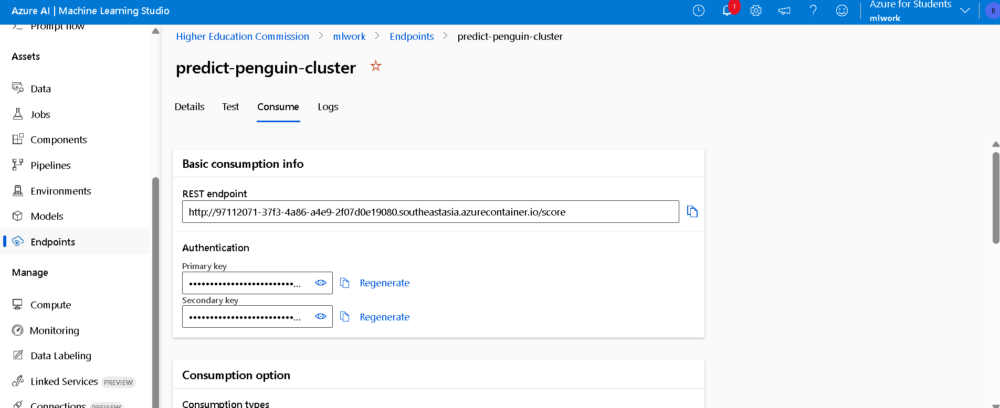 Azure AI | Machine Learning Studio
1
Azure for Students
mlwork
B
Prompt flow
Assets
Data
Jobs
Components
Pipelines
Environments
Models
Endpoints
Manage
Compute
Monitoring
Data Labeling
Linked Services PREVIEW
Connections PREVIEW
Higher Education Commission > mlwork > Endpoints > predict-penguin-cluster
predict-penguin-cluster
Details Test Consume Logs
Basic consumption info
REST endpoint
http://97112071-37f3-4a86-a4e9-2f07d0e19080.southeastasia.azurecontainer.io/score
Authentication
Primary key
•••••••••••••••••••••••••... Regenerate
Secondary key
•••••••••••••••••••••••••... Regenerate
Consumption option
Consumption types